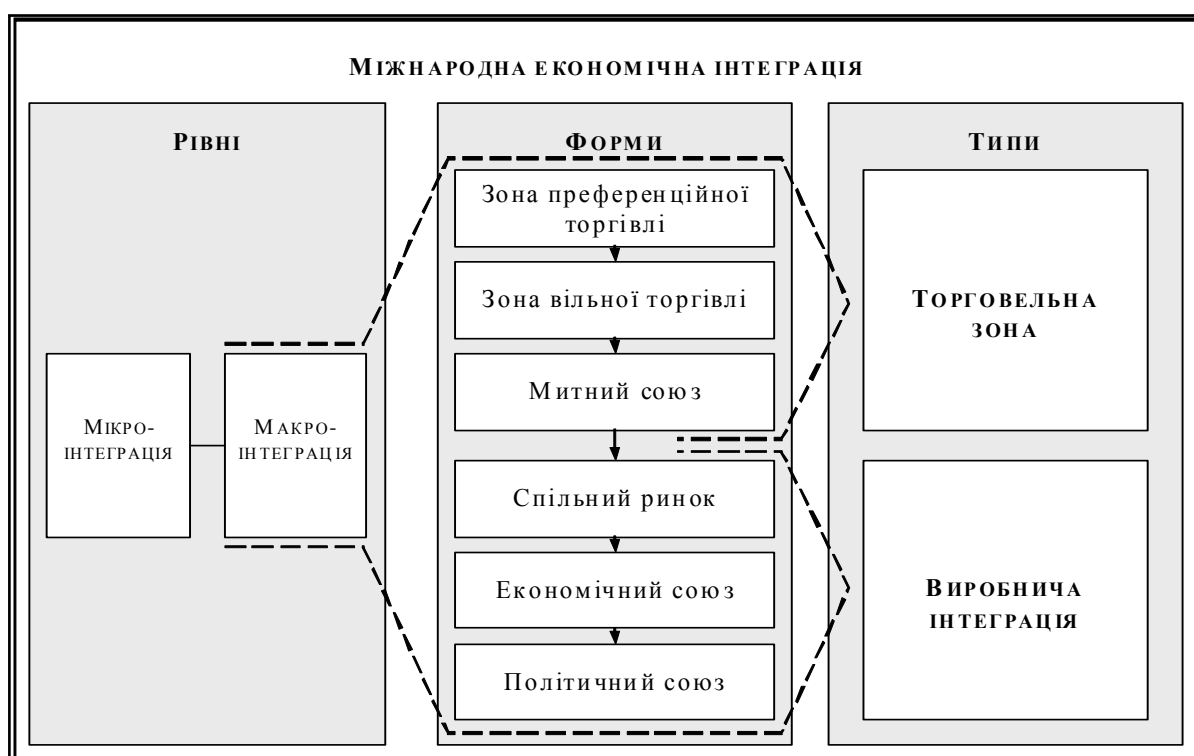 МІЖНАРОДНА ЕКОНОМІЧНА ІНТЕГРАЦІЯ
РІВНІ
МІКРО-
ІНТЕГРАЦІЯ
МАКРО-
ІНТЕГРАЦІЯ
ФОРМИ
Зона преференційної
торгівлі
Зона вільної торгівлі
Митний союз
Спільний ринок
Економічний союз
Політичний союз
ТИПИ
ТОРГОВЕЛЬНА
ЗОНА
ВИРОБНИЧА
ІНТЕГРАЦІЯ